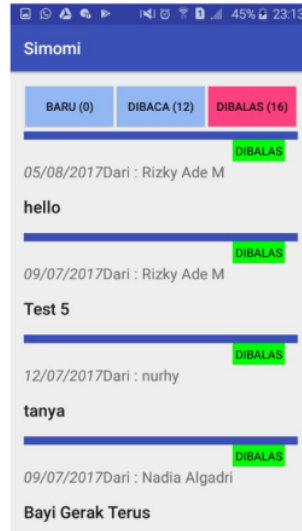 45% 23:13
Simomi
BARU (0) DIBACA (12) DIBALAS (16)
DIBALAS
05/08/2017Dari : Rizky Ade M
hello
DIBALAS
09/07/2017Dari : Rizky Ade M
Test 5
DIBALAS
12/07/2017Dari : nurhy
tanya
DIBALAS
09/07/2017Dari : Nadia Algadri
Bayi Gerak Terus